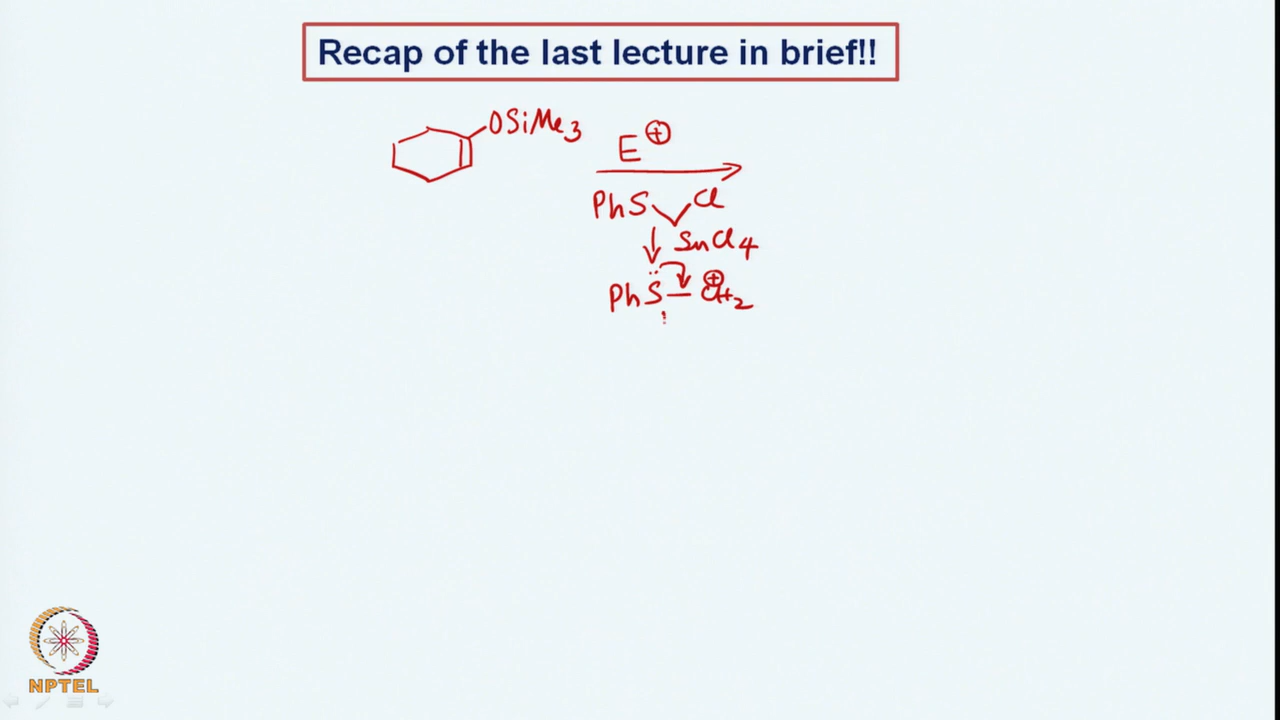 Recap of the last lecture in brief!!
OSiMe3
E⊕
PhS Cl
SnCl4
PhS̈–⊕CH2
NPTEL